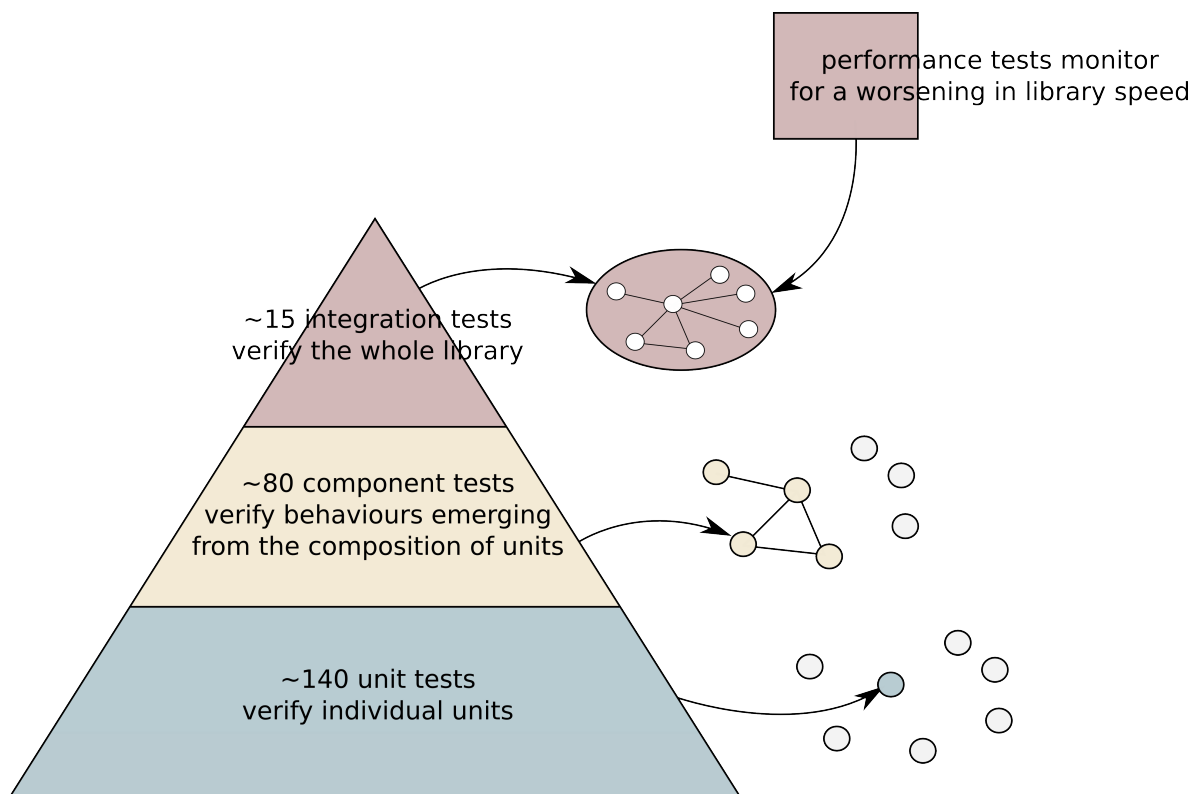 performance tests monitor
for a worsening in library speed
~15 integration tests
verify the whole library
~80 component tests
verify behaviours emerging
from the composition of units
~140 unit tests
verify individual units